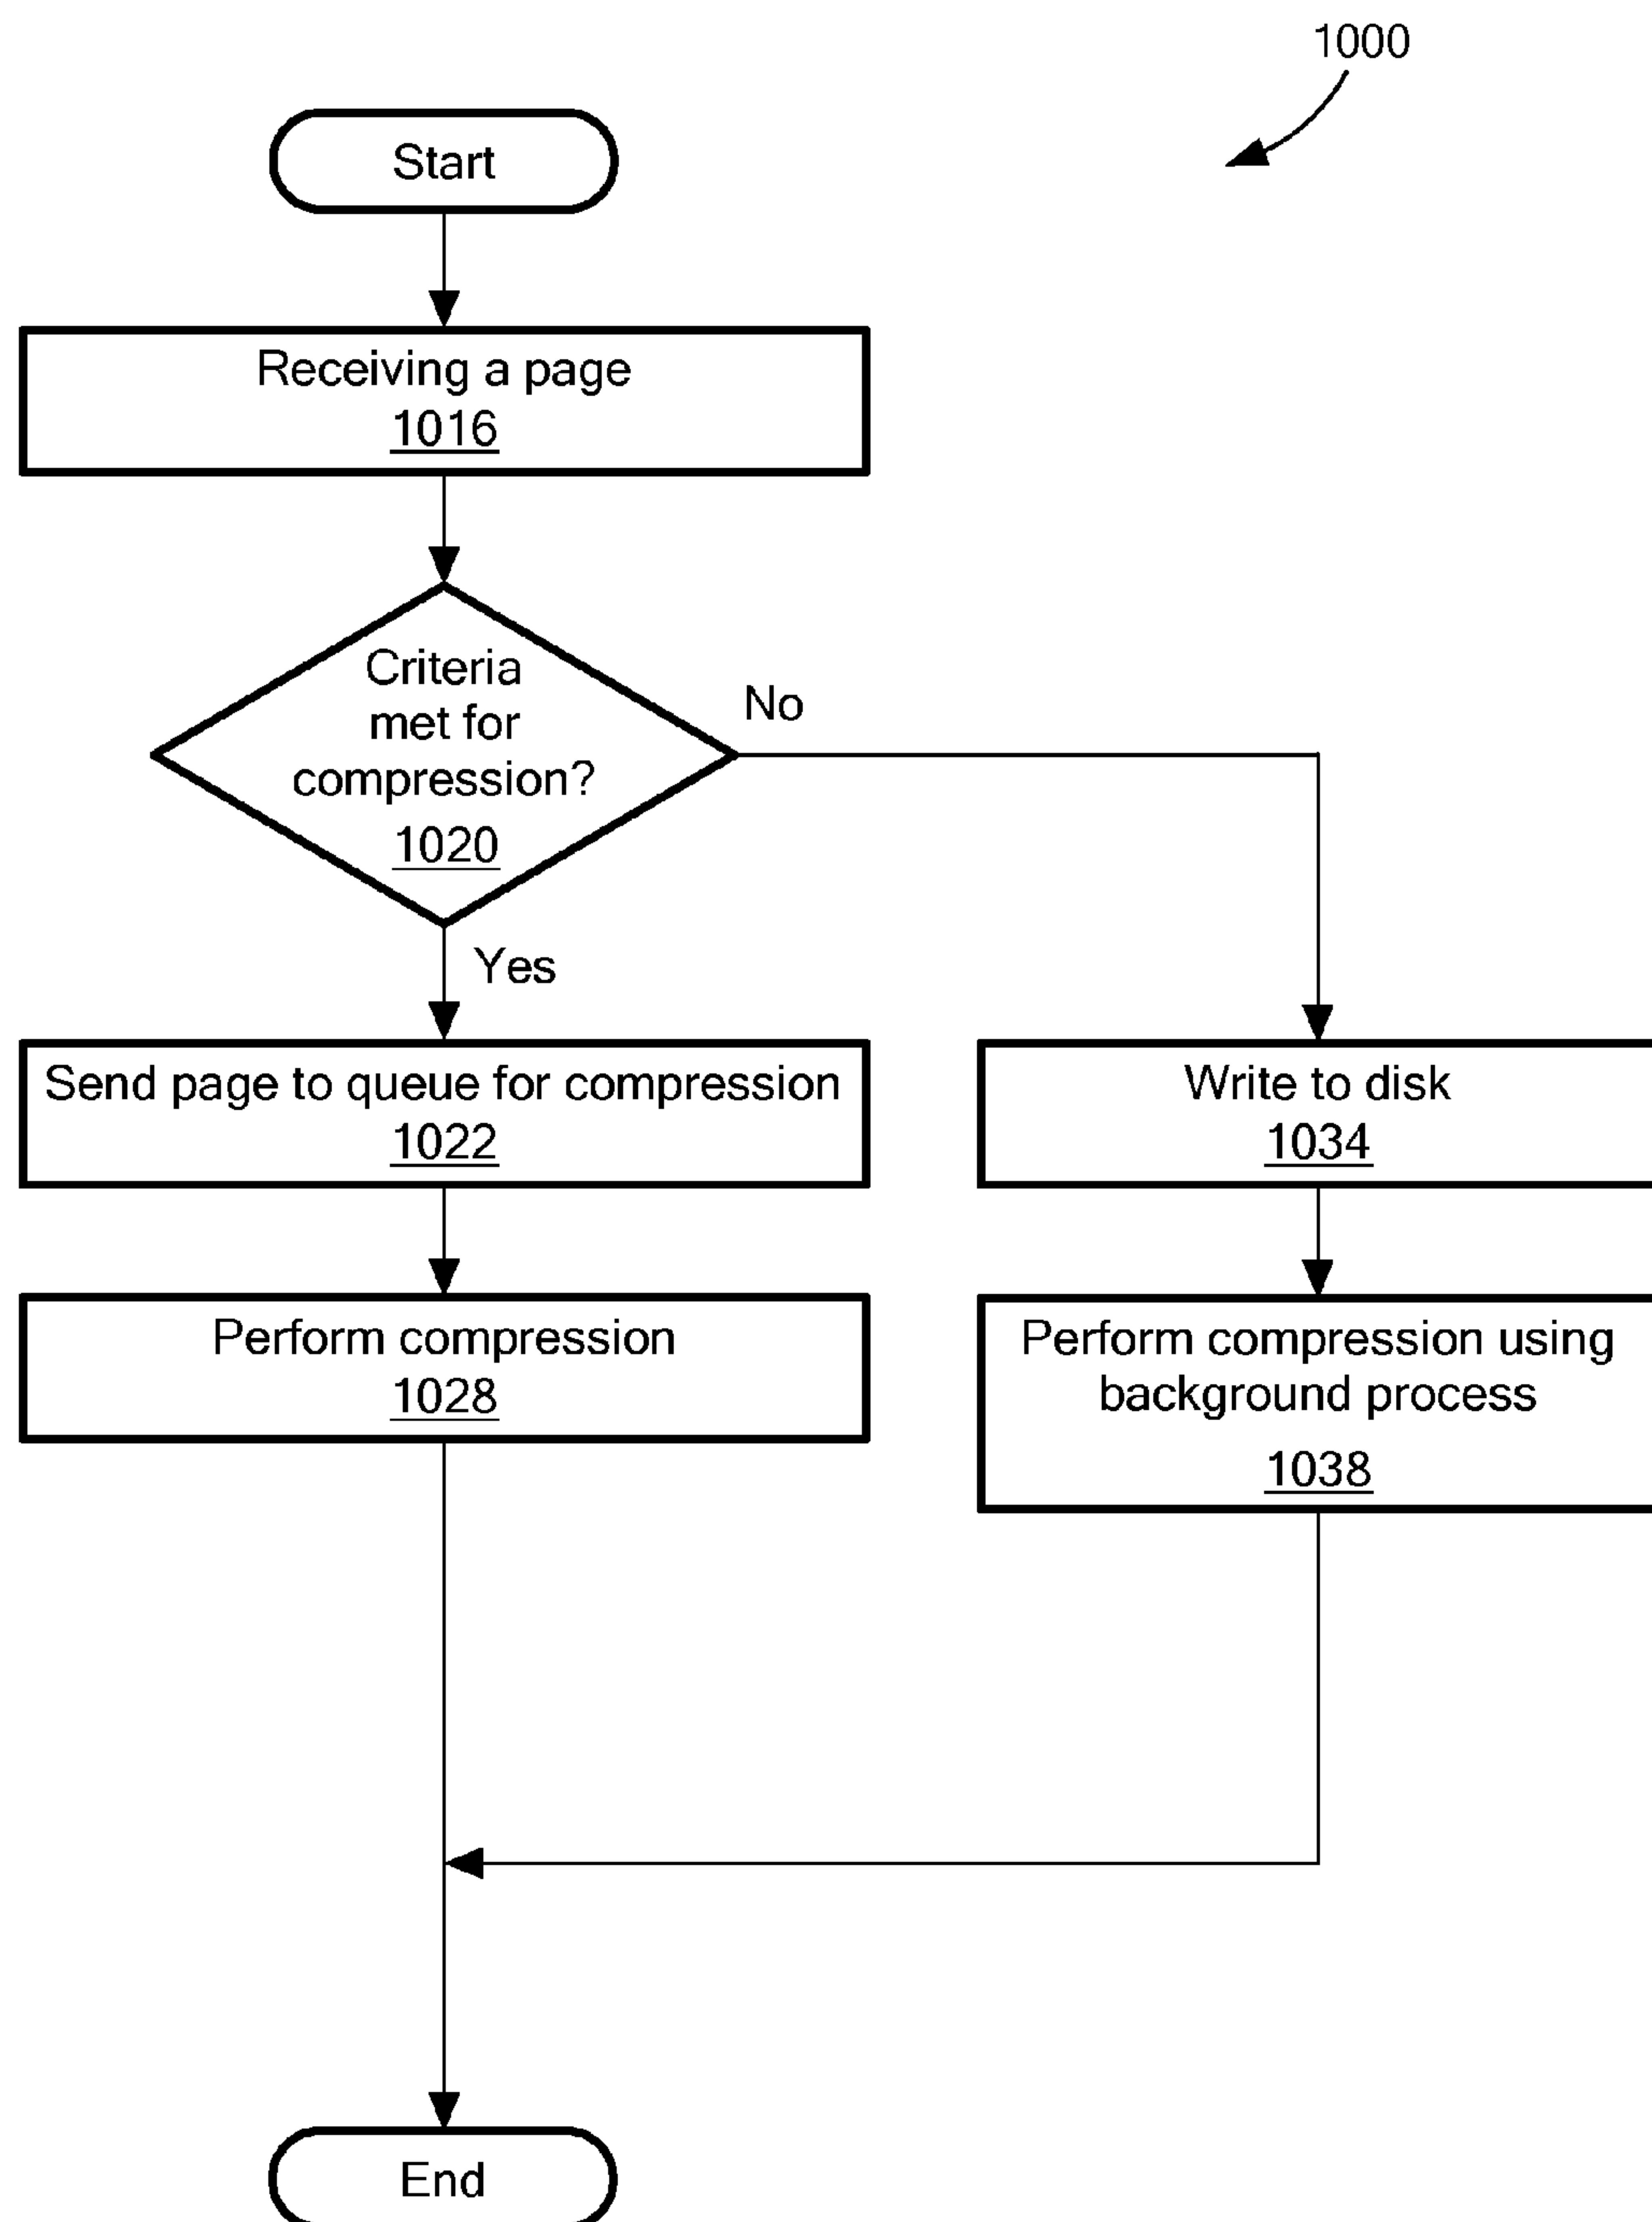 1000
Start
Receiving a page
1016
Criteria
met for
compression?
1020
No
Yes
Send page to queue for compression
1022
Write to disk
1034
Perform compression
1028
Perform compression using
background process
1038
End